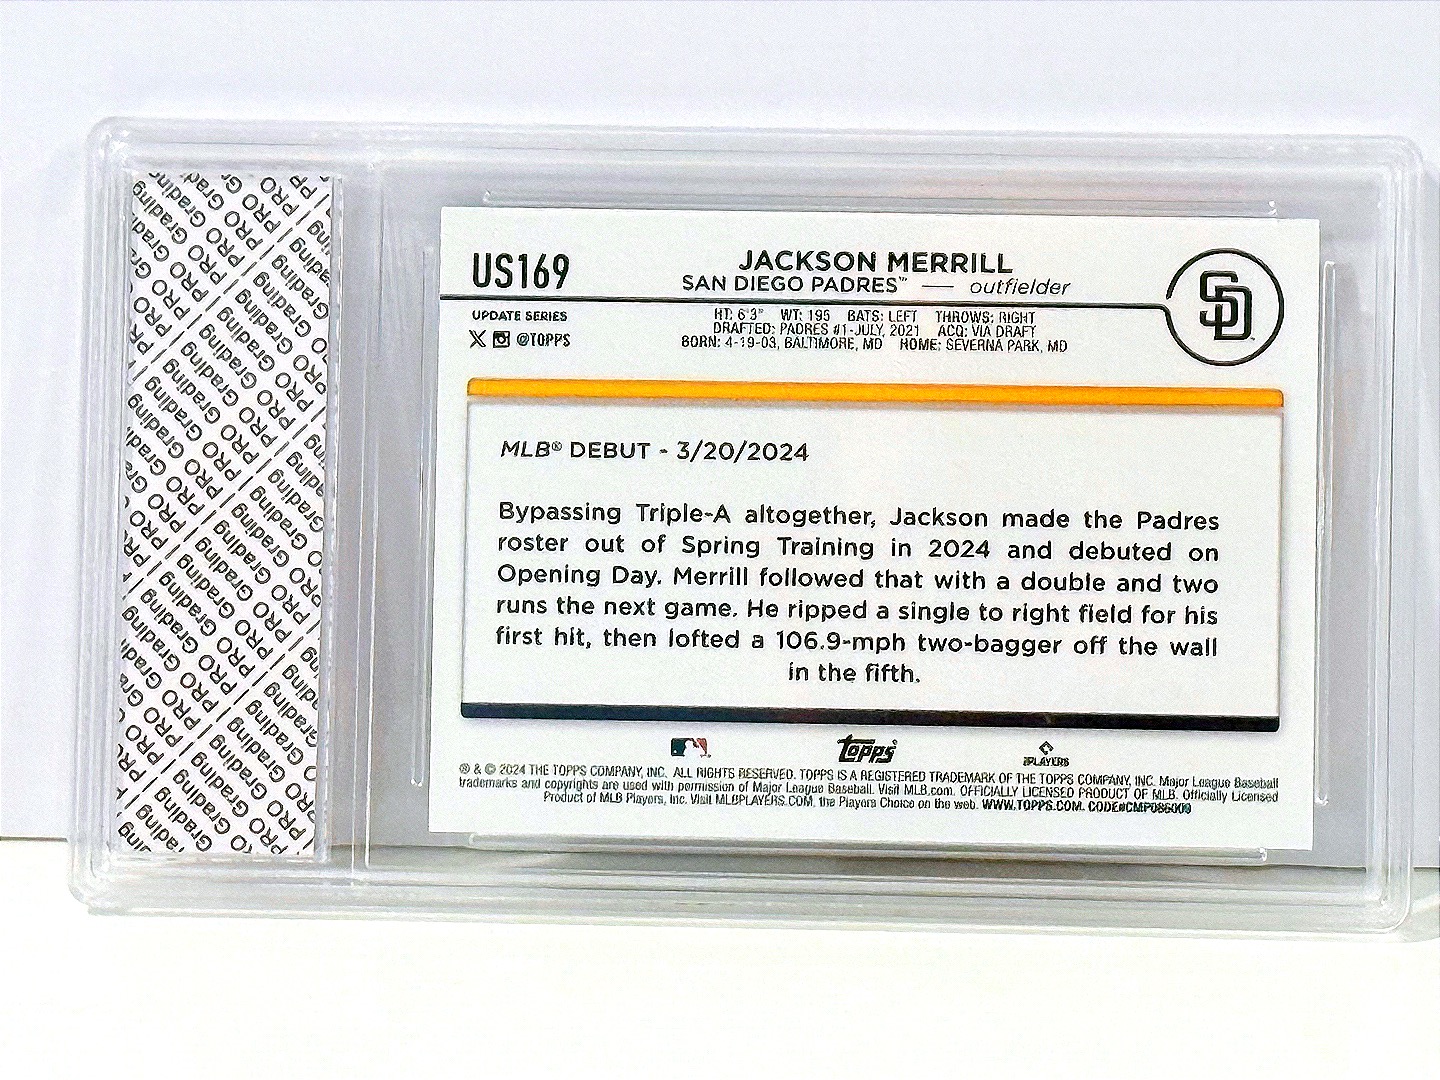 US169
JACKSON MERRILL
SAN DIEGO PADRES™ — outfielder
UPDATE SERIES
@TOPPS
HT: 6'3" WT: 195 BATS: LEFT THROWS: RIGHT
DRAFTED: PADRES #1-JULY, 2021 ACQ: VIA DRAFT
BORN: 4-19-03, BALTIMORE, MD HOME: SEVERNA PARK, MD
SD
MLB® DEBUT - 3/20/2024
Bypassing Triple-A altogether, Jackson made the Padres
roster out of Spring Training in 2024 and debuted on
Opening Day. Merrill followed that with a double and two
runs the next game. He ripped a single to right field for his
first hit, then lofted a 106.9-mph two-bagger off the wall
in the fifth.
Topps
PLAYERS
® & © 2024 THE TOPPS COMPANY, INC. ALL RIGHTS RESERVED. TOPPS IS A REGISTERED TRADEMARK OF THE TOPPS COMPANY, INC. Major League Baseball
trademarks and copyrights are used with permission of Major League Baseball. Visit MLB.com. OFFICIALLY LICENSED PRODUCT OF MLB. Officially Licensed
Product of MLB Players, Inc. Visit MLBPLAYERS.COM, the Players Choice on the web. WWW.TOPPS.COM.
PRO Grading PRO Grading PRO Grading